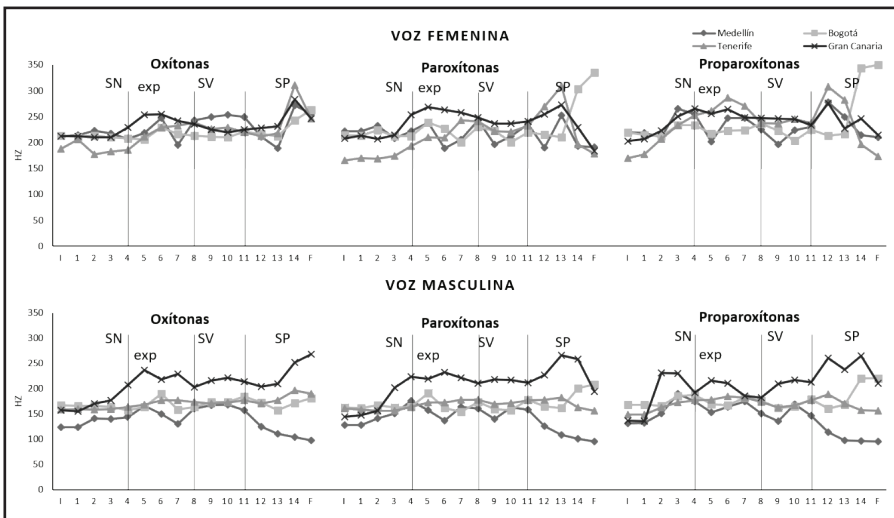 VOZ FEMENINA
Medellín
Bogotá
Tenerife
Gran Canaria
Oxítonas
Paroxítonas
Proparoxítonas
SN exp SV SP
SN exp SV SP
SN exp SV SP
HZ
350
300
250
200
150
100
50
0
I 1 2 3 4 5 6 7 8 9 10 11 12 13 14 F
I 1 2 3 4 5 6 7 8 9 10 11 12 13 14 F
I 1 2 3 4 5 6 7 8 9 10 11 12 13 14 F
VOZ MASCULINA
Oxítonas
Paroxítonas
Proparoxítonas
SN exp SV SP
SN exp SV SP
SN exp SV SP
HZ
350
300
250
200
150
100
50
0
I 1 2 3 4 5 6 7 8 9 10 11 12 13 14 F
I 1 2 3 4 5 6 7 8 9 10 11 12 13 14 F
I 1 2 3 4 5 6 7 8 9 10 11 12 13 14 F